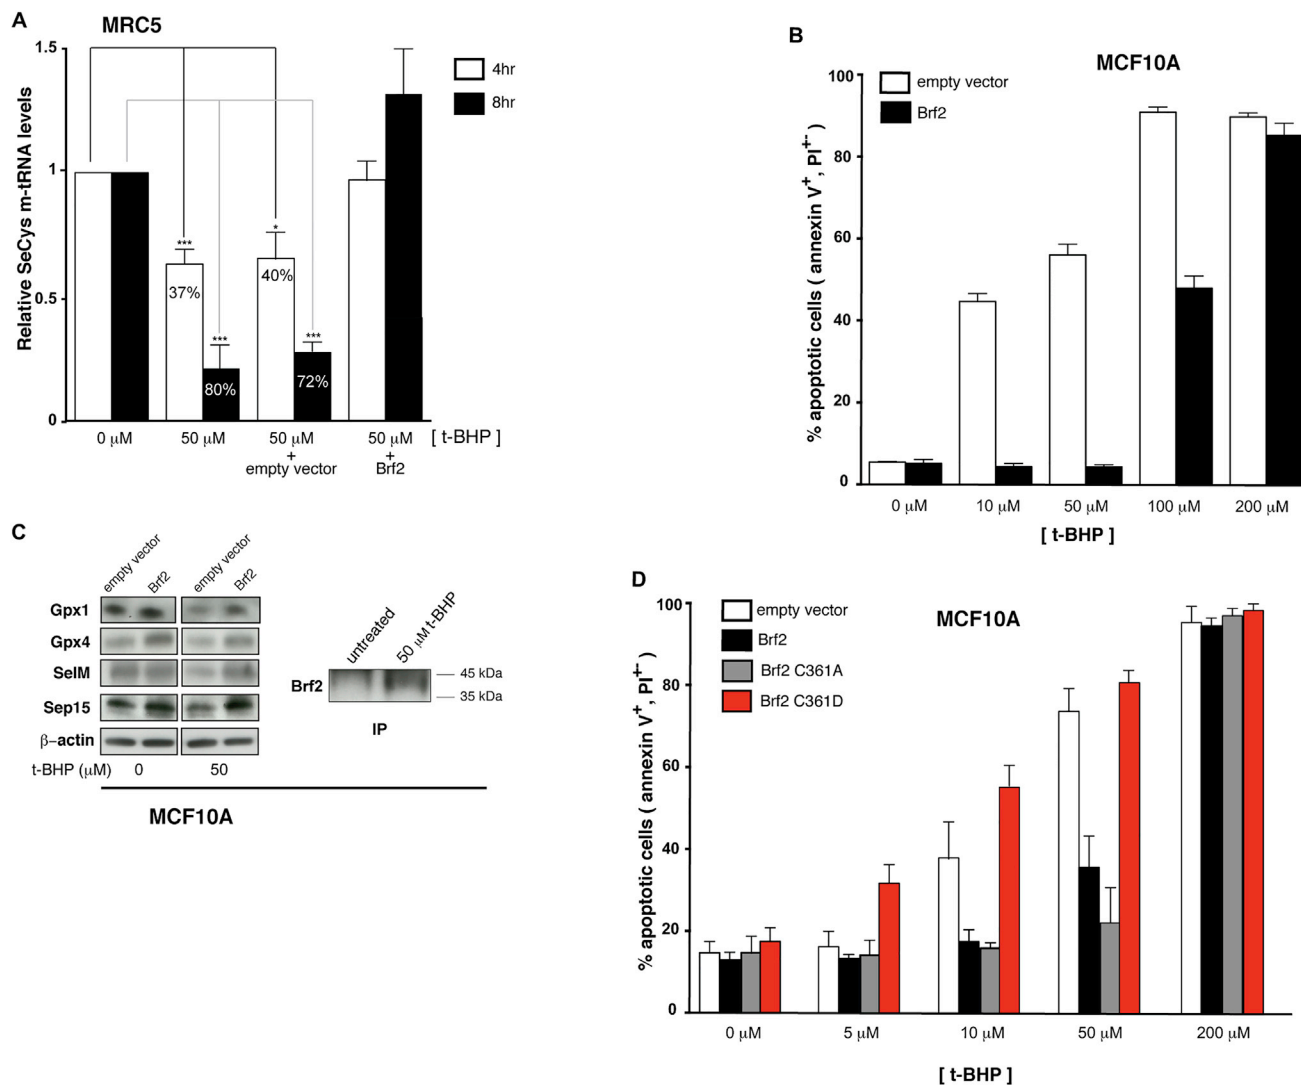 A
MRC5
1.5
1
0.5
0
Relative SeCys m-tRNA levels
4hr
8hr
***
37%
***
80%
*
40%
***
72%
0 µM
50 µM
50 µM
+
empty vector
50 µM
+
Brf2
[ t-BHP ]
B
MCF10A
empty vector
Brf2
% apoptotic cells ( annexin V+, PI+- )
100
80
60
40
20
0
0 µM
10 µM
50 µM
100 µM
200 µM
[ t-BHP ]
C
empty vector
Brf2
empty vector
Brf2
Gpx1
Gpx4
SelM
Sep15
β–actin
t-BHP (µM)
0
50
untreated
50 µM t-BHP
Brf2
45 kDa
35 kDa
IP
MCF10A
D
MCF10A
empty vector
Brf2
Brf2 C361A
Brf2 C361D
% apoptotic cells ( annexin V+, PI+- )
100
80
60
40
20
0
0 µM
5 µM
10 µM
50 µM
200 µM
[ t-BHP ]